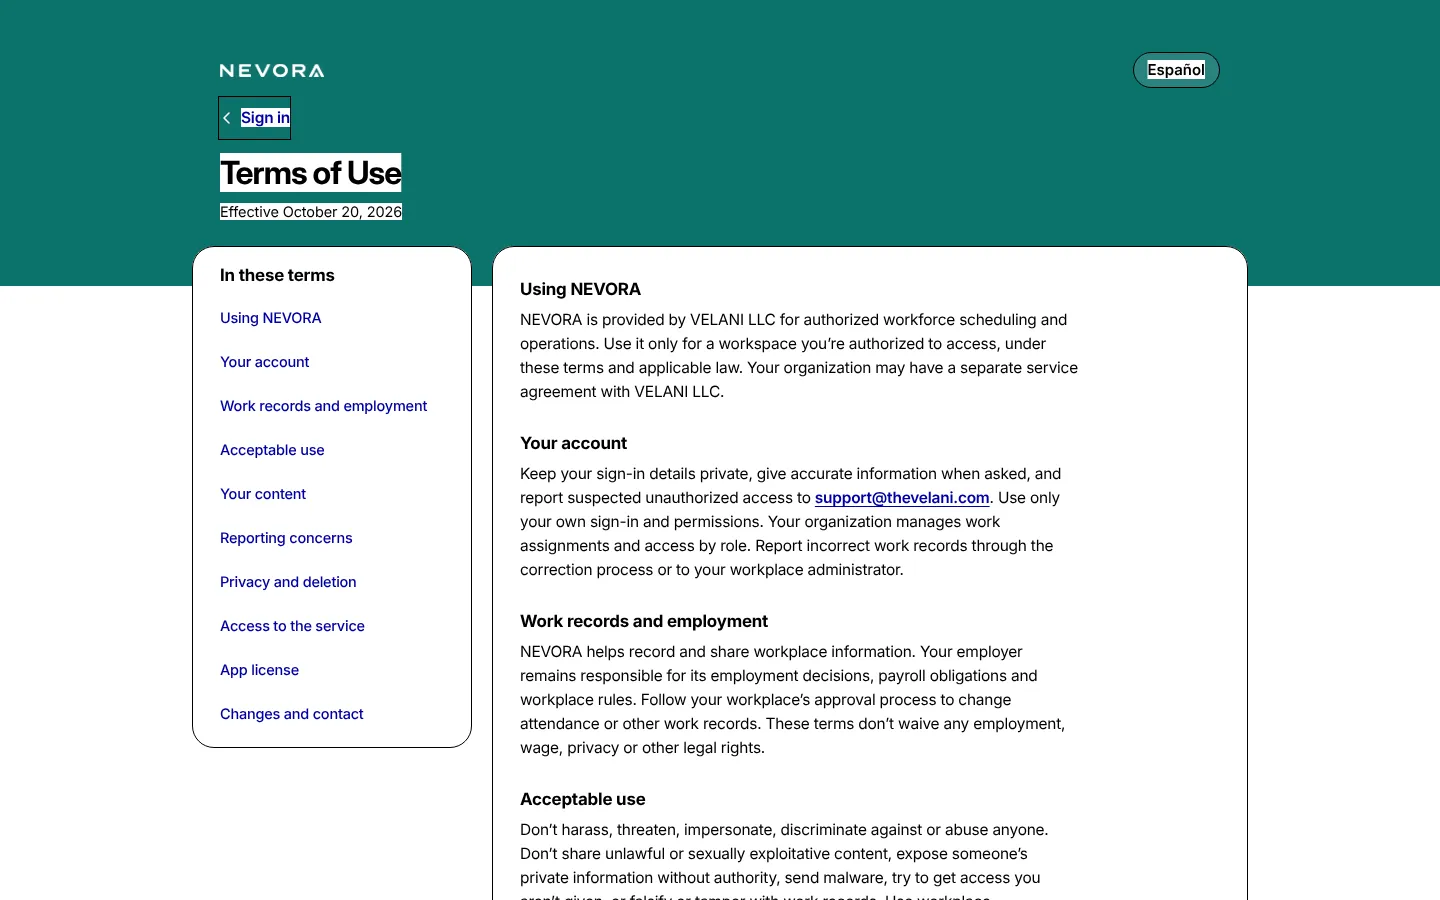 NEVORA
Español
Sign in
Terms of Use
Effective October 20, 2026
In these terms
Using NEVORA
Your account
Work records and employment
Acceptable use
Your content
Reporting concerns
Privacy and deletion
Access to the service
App license
Changes and contact
Using NEVORA
NEVORA is provided by VELANI LLC for authorized workforce scheduling and
operations. Use it only for a workspace you’re authorized to access, under
these terms and applicable law. Your organization may have a separate service
agreement with VELANI LLC.
Your account
Keep your sign-in details private, give accurate information when asked, and
report suspected unauthorized access to support@thevelani.com. Use only
your own sign-in and permissions. Your organization manages work
assignments and access by role. Report incorrect work records through the
correction process or to your workplace administrator.
Work records and employment
NEVORA helps record and share workplace information. Your employer
remains responsible for its employment decisions, payroll obligations and
workplace rules. Follow your workplace’s approval process to change
attendance or other work records. These terms don’t waive any employment,
wage, privacy or other legal rights.
Acceptable use
Don’t harass, threaten, impersonate, discriminate against or abuse anyone.
Don’t share unlawful or sexually exploitative content, expose someone’s
private information without authority, send malware, try to get access you
aren’t given, or falsify or tamper with work records. Use workplace